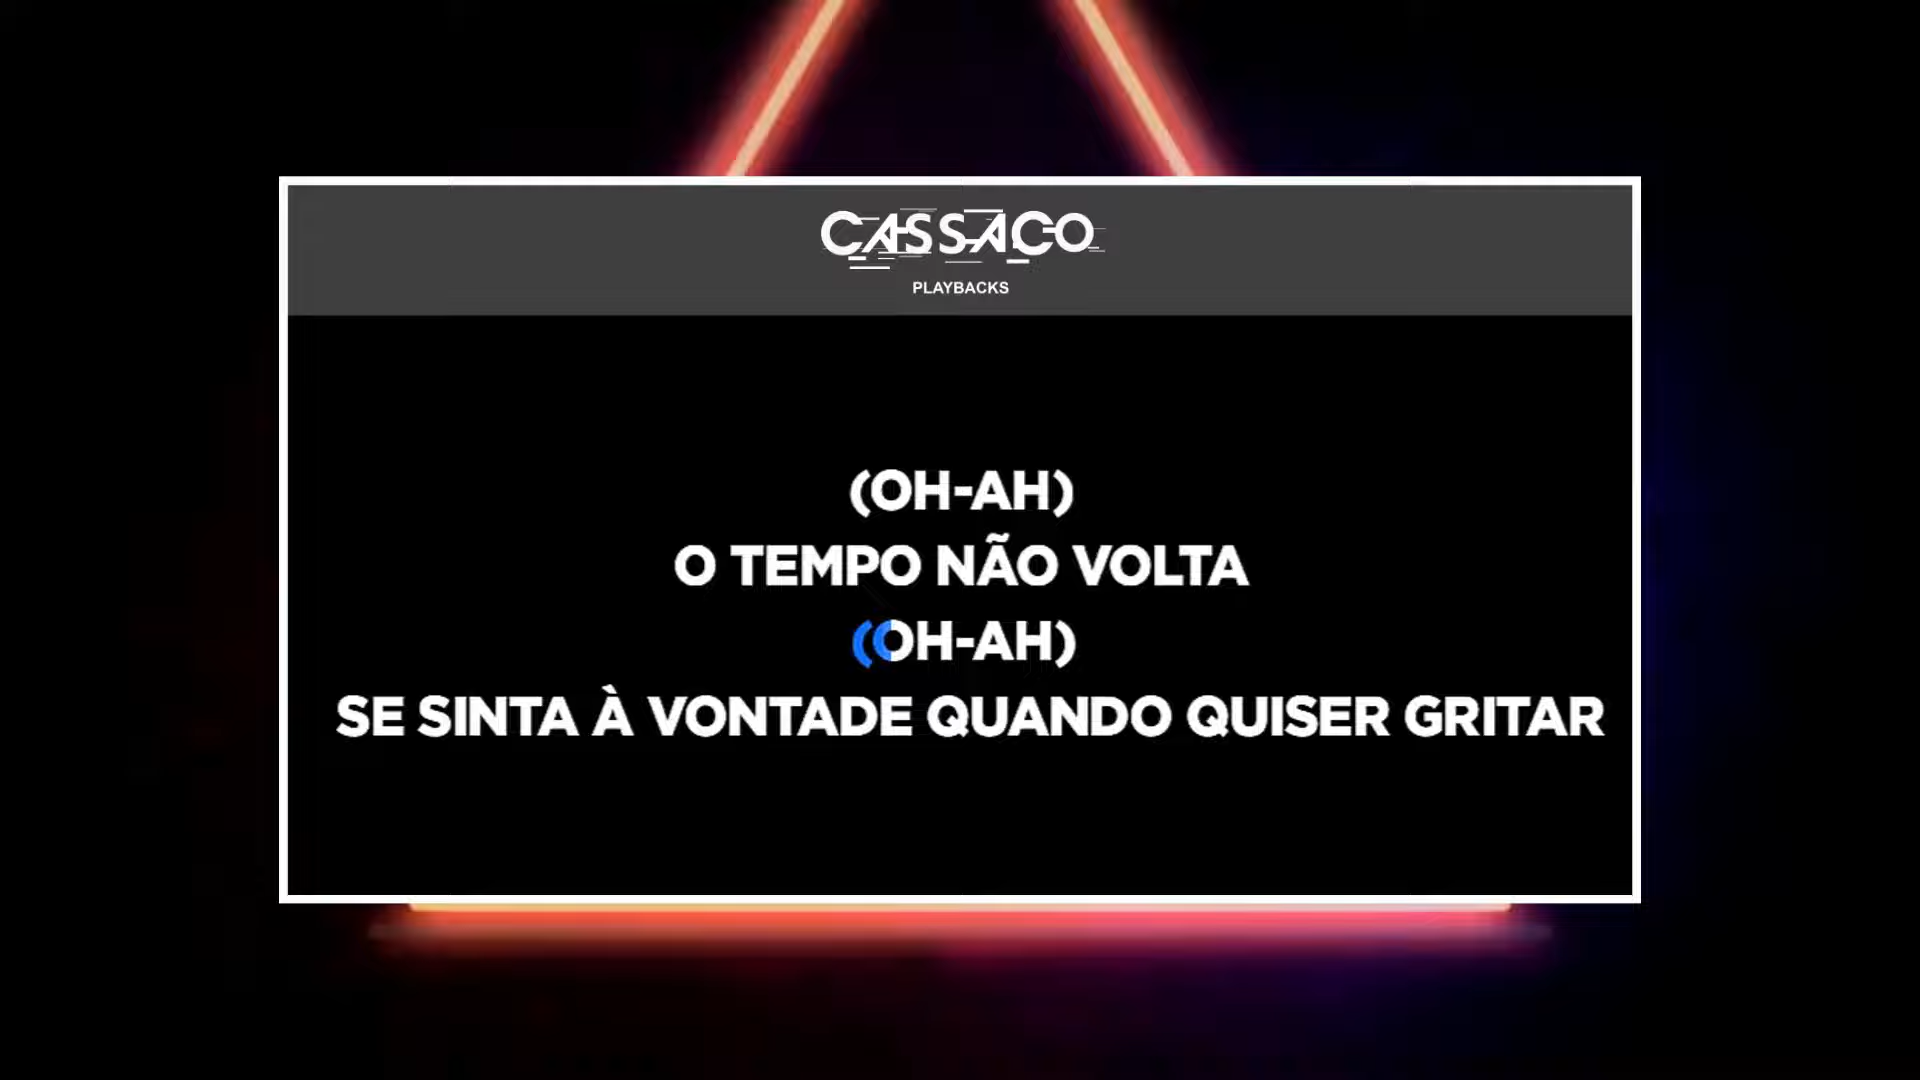 CASSACO
PLAYBACKS
(OH-AH)
O TEMPO NÃO VOLTA
(OH-AH)
SE SINTA À VONTADE QUANDO QUISER GRITAR